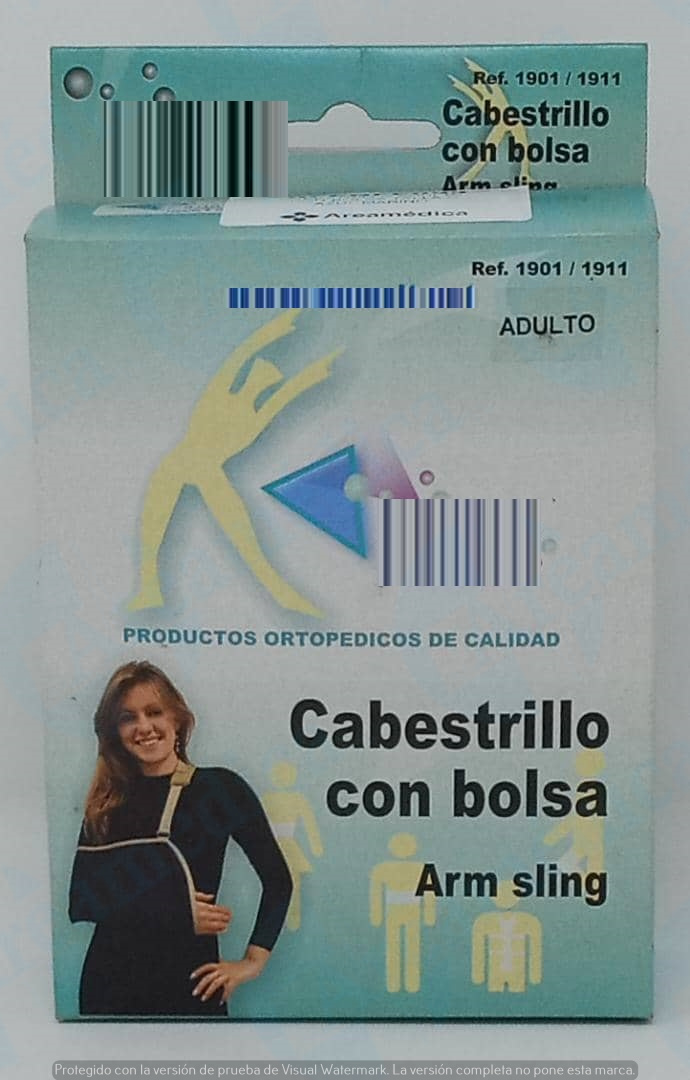 Ref. 1901 / 1911
Cabestrillo
con bolsa
Arm sling
Areamédica
Ref. 1901 / 1911
ADULTO
PRODUCTOS ORTOPEDICOS DE CALIDAD
Cabestrillo
con bolsa
Arm sling
Protegido con la versión de prueba de Visual Watermark. La versión completa no pone esta marca.